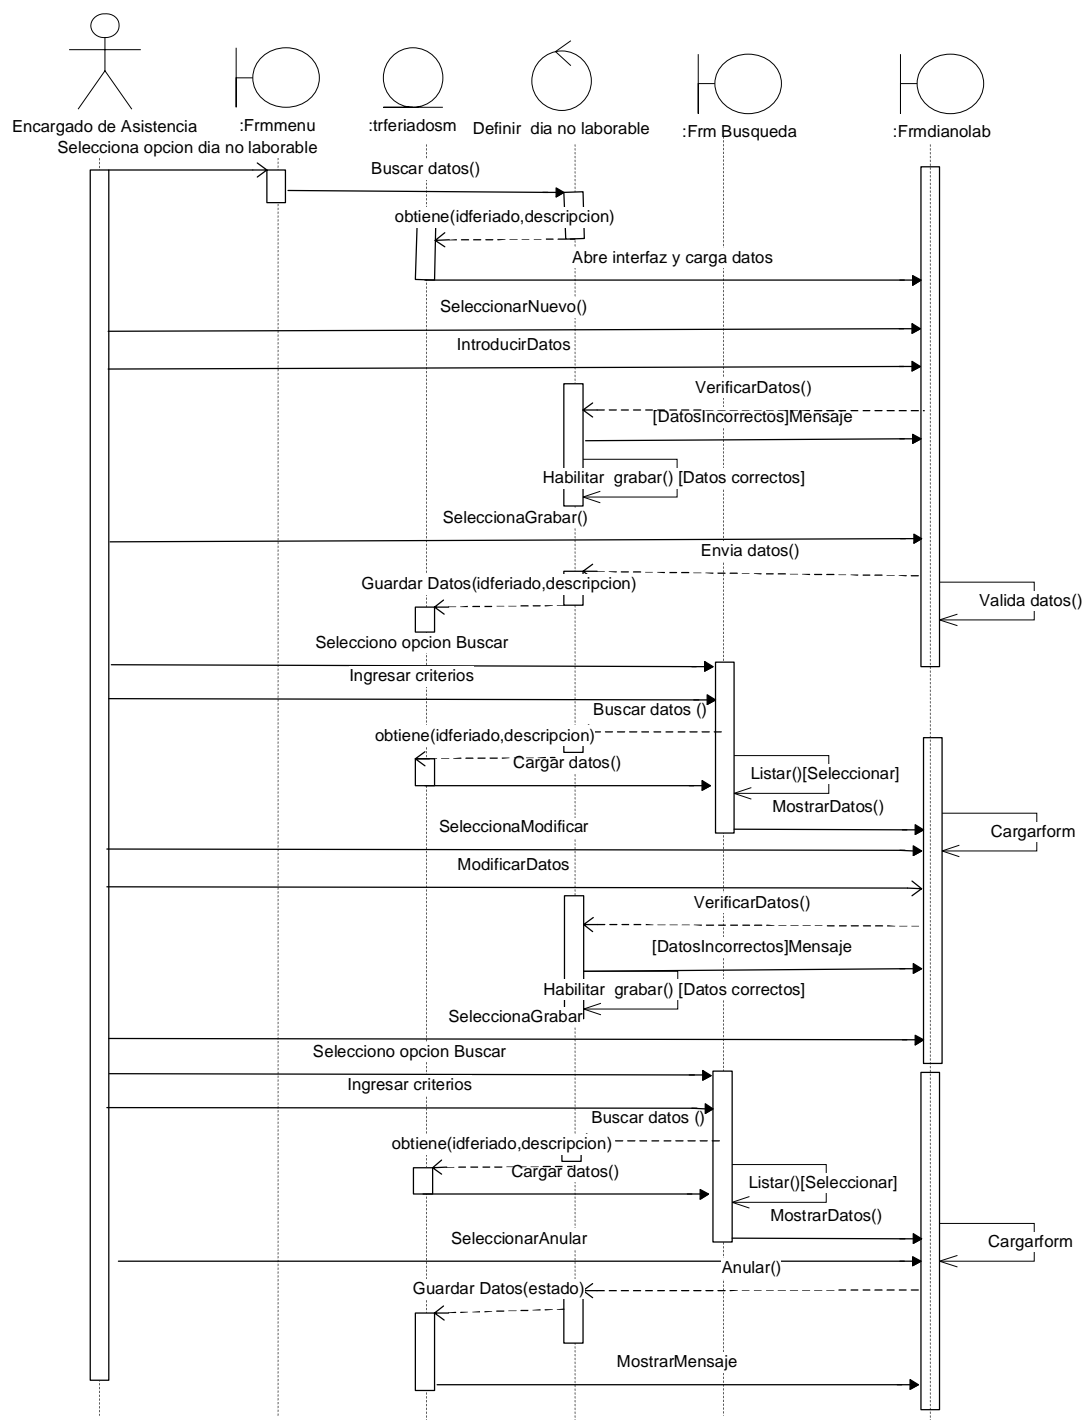 Encargado de Asistencia
:Frmmenu
:trferiadosm
Definir dia no laborable
:Frm Busqueda
:Frmdianolab
Selecciona opcion dia no laborable
Buscar datos()
obtiene(idferiado,descripcion)
Abre interfaz y carga datos
SeleccionarNuevo()
IntroducirDatos
VerificarDatos()
[DatosIncorrectos]Mensaje
Habilitar grabar() [Datos correctos]
SeleccionaGrabar()
Envia datos()
Guardar Datos(idferiado,descripcion)
Valida datos()
Selecciono opcion Buscar
Ingresar criterios
Buscar datos ()
obtiene(idferiado,descripcion)
Cargar datos()
Listar()[Seleccionar]
MostrarDatos()
SeleccionaModificar
Cargarform
ModificarDatos
VerificarDatos()
[DatosIncorrectos]Mensaje
Habilitar grabar() [Datos correctos]
SeleccionaGrabar
Selecciono opcion Buscar
Ingresar criterios
Buscar datos ()
obtiene(idferiado,descripcion)
Cargar datos()
Listar()[Seleccionar]
MostrarDatos()
SeleccionarAnular
Cargarform
Anular()
Guardar Datos(estado)
MostrarMensaje